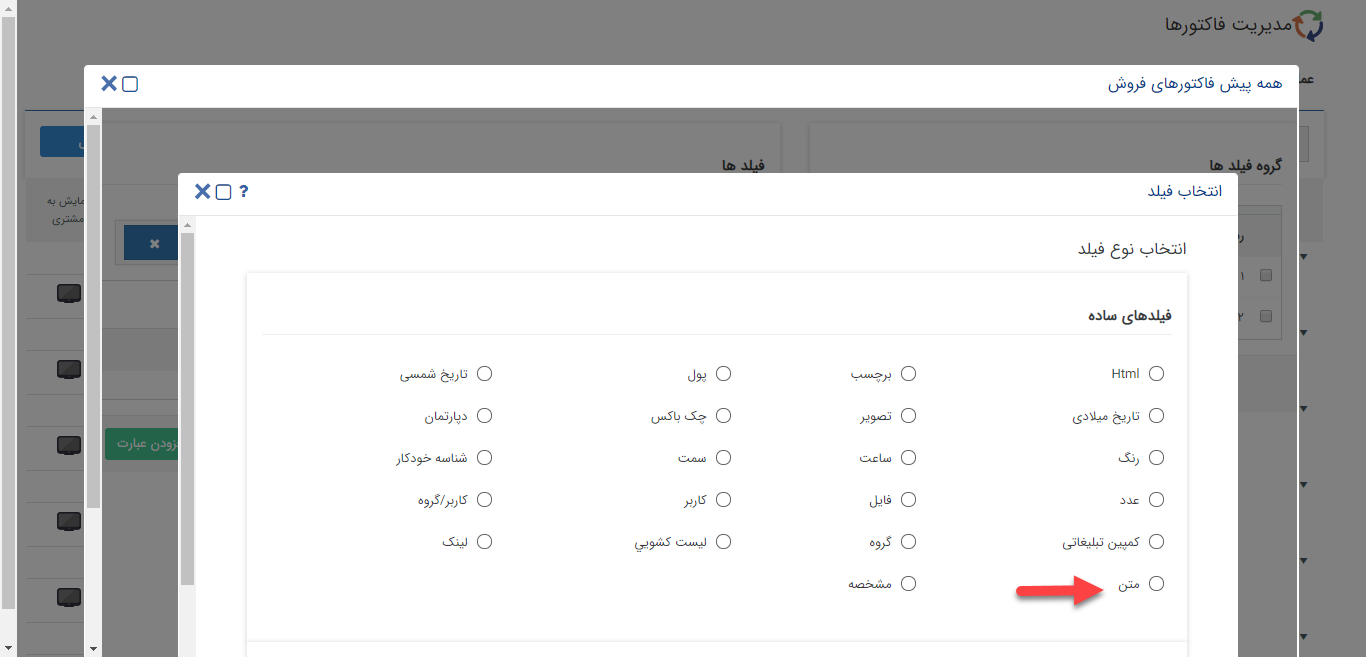 مدیریت فاکتورها
همه پیش فاکتورهای فروش
گروه فیلد ها
فیلد ها
انتخاب فیلد
?
نمایش به
مشتری
۱
۲
افزودن عبارت
انتخاب نوع فیلد
فیلدهای ساده
Html برچسب پول تاریخ شمسی
تاریخ میلادی تصویر چک باکس دپارتمان
رنگ ساعت سمت شناسه خودکار
عدد فایل کاربر کاربر/گروه
کمپین تبلیغاتی گروه لیست کشویی لینک
متن مشخصه